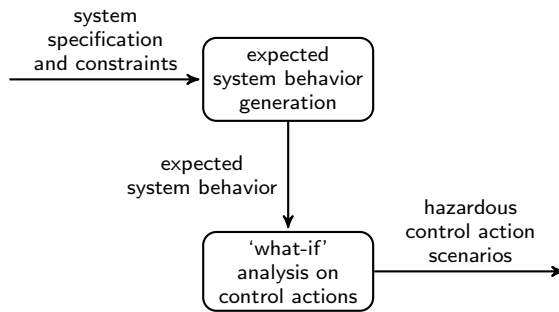 system
specification
and constraints
expected
system behavior
generation
expected
system behavior
‘what-if’
analysis on
control actions
hazardous
control action
scenarios